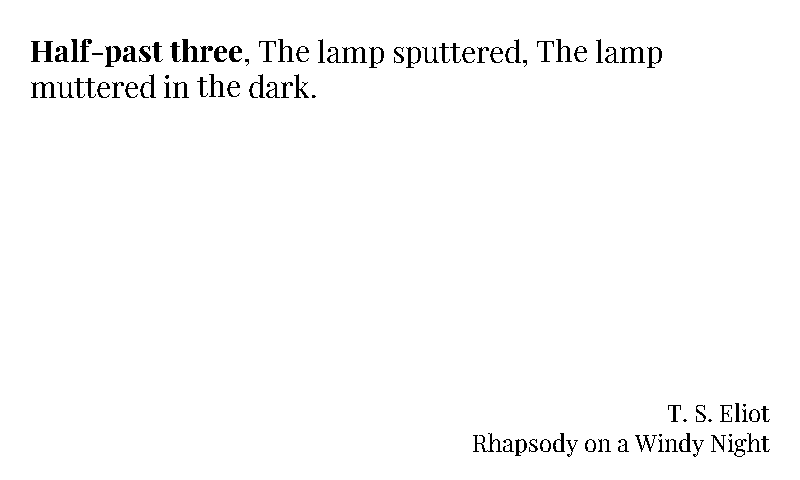 Half-past three, The lamp sputtered, The lamp
muttered in the dark.
T. S. Eliot
Rhapsody on a Windy Night